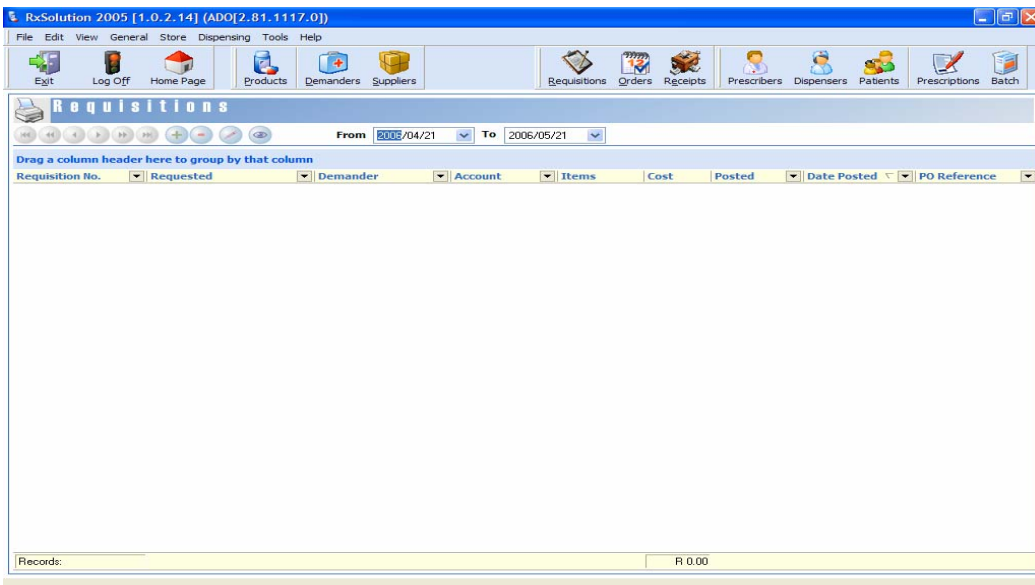 RxSolution 2005 [1.0.2.14] (ADO[2.81.1117.0])
File Edit View General Store Dispensing Tools Help
Exit Log Off Home Page Products Demanders Suppliers Requisitions Orders Receipts Prescribers Dispensers Patients Prescriptions Batch
Requisitions
From 2006/04/21 To 2006/05/21
Drag a column header here to group by that column
Requisition No. Requested Demander Account Items Cost Posted Date Posted PO Reference
Records: R 0.00